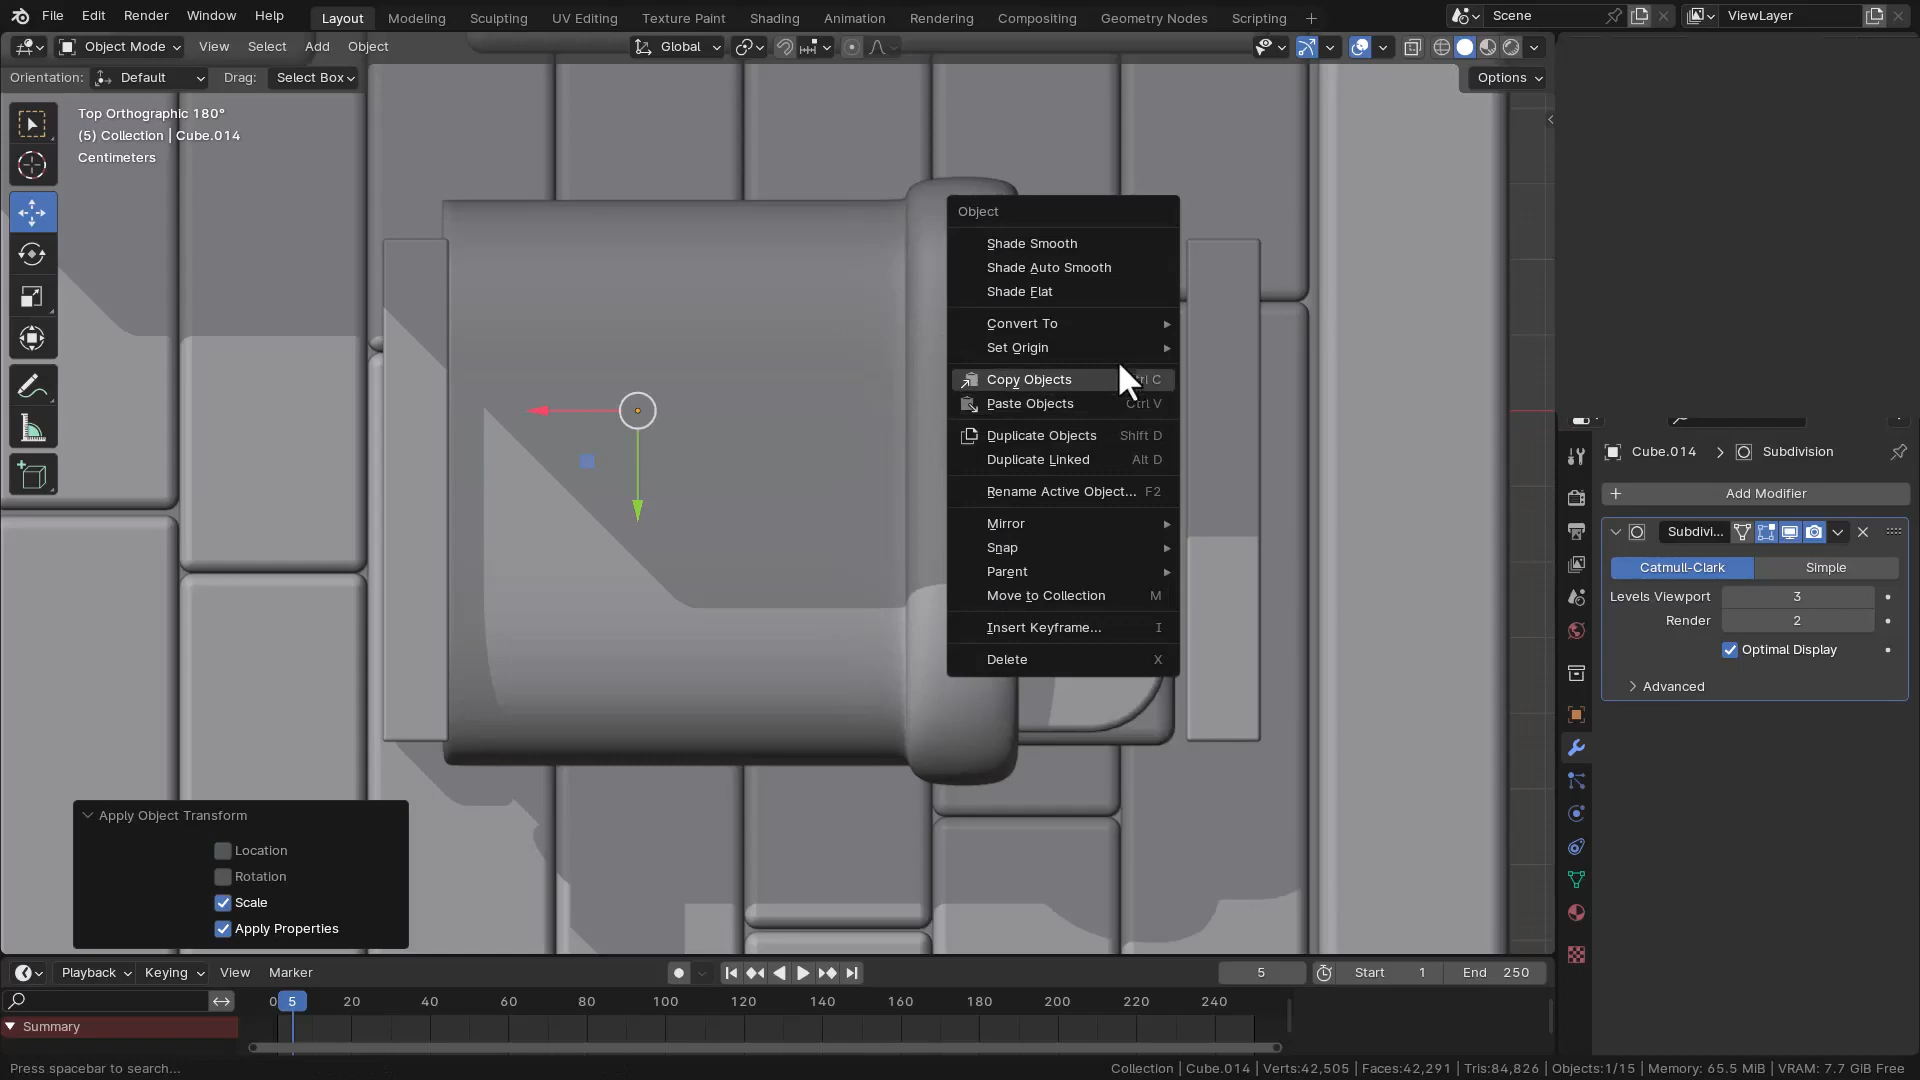 File Edit Render Window Help
Layout Modeling Sculpting UV Editing Texture Paint Shading Animation Rendering Compositing Geometry Nodes Scripting +
Scene ViewLayer
Object Mode View Select Add Object Global
Orientation: Default Drag: Select Box Options
Top Orthographic 180°
(5) Collection | Cube.014
Centimeters
Object
Shade Smooth
Shade Auto Smooth
Shade Flat
Convert To
Set Origin
Copy Objects
Paste Objects Ctrl V
Duplicate Objects Shift D
Duplicate Linked Alt D
Rename Active Object... F2
Mirror
Snap
Parent
Move to Collection M
Insert Keyframe... I
Delete X
Cube.014 Subdivision
+ Add Modifier
Subdivi...
Catmull-Clark Simple
Levels Viewport 3
Render 2
Optimal Display
Advanced
Apply Object Transform
Location
Rotation
Scale
Apply Properties
Playback Keying View Marker 5 Start 1 End 250
0 5 20 40 60 80 100 120 140 160 180 200 220 240
Summary
Press spacebar to search... Collection | Cube.014 | Verts:42,505 | Faces:42,291 | Tris:84,826 | Objects:1/15 | Memory: 65.5 MiB | VRAM: 7.7 GiB Free